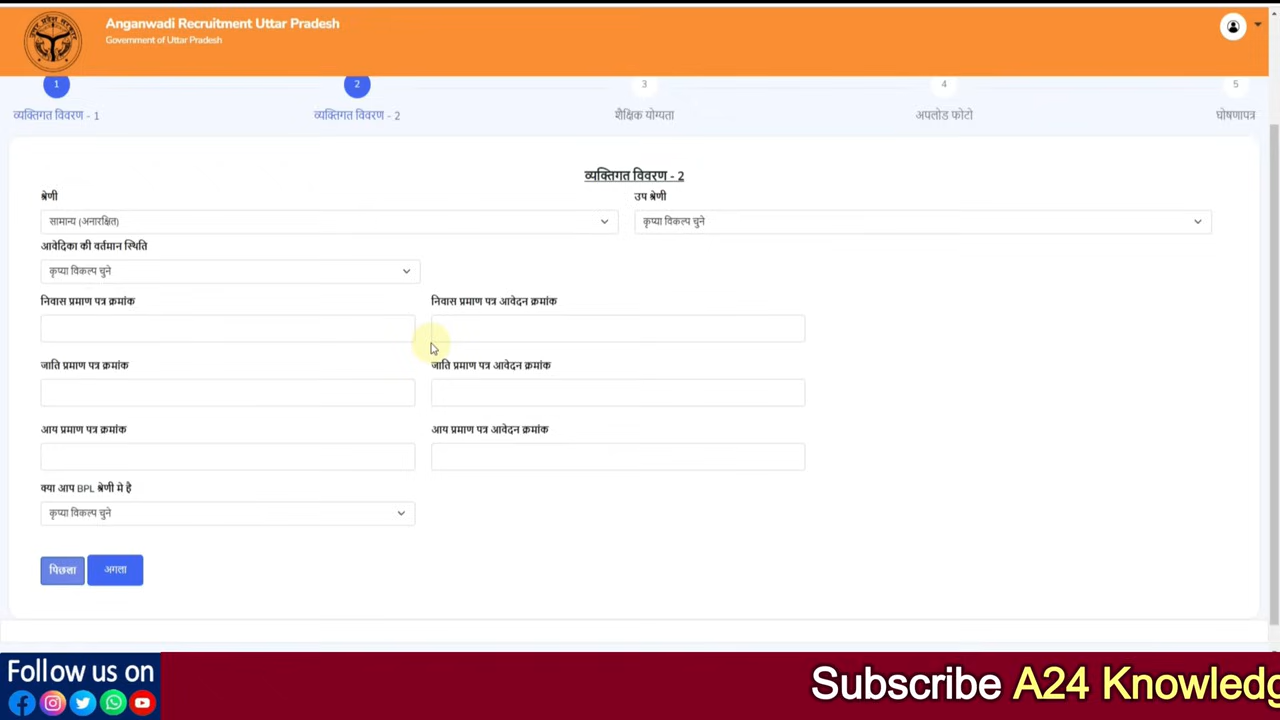 Anganwadi Recruitment Uttar Pradesh
Government of Uttar Pradesh
1 2 3 4 5
व्यक्तिगत विवरण - 1 व्यक्तिगत विवरण - 2 शैक्षिक योग्यता अपलोड फोटो घोषणापत्र
व्यक्तिगत विवरण - 2
श्रेणी उप श्रेणी
सामान्य (अनारक्षित) कृप्या विकल्प चुने
आवेदिका की वर्तमान स्थिति
कृप्या विकल्प चुने
निवास प्रमाण पत्र क्रमांक निवास प्रमाण पत्र आवेदन क्रमांक
जाति प्रमाण पत्र क्रमांक जाति प्रमाण पत्र आवेदन क्रमांक
आय प्रमाण पत्र क्रमांक आय प्रमाण पत्र आवेदन क्रमांक
क्या आप BPL श्रेणी मे है
कृप्या विकल्प चुने
पिछला अगला
Follow us on
Subscribe A24 Knowledg